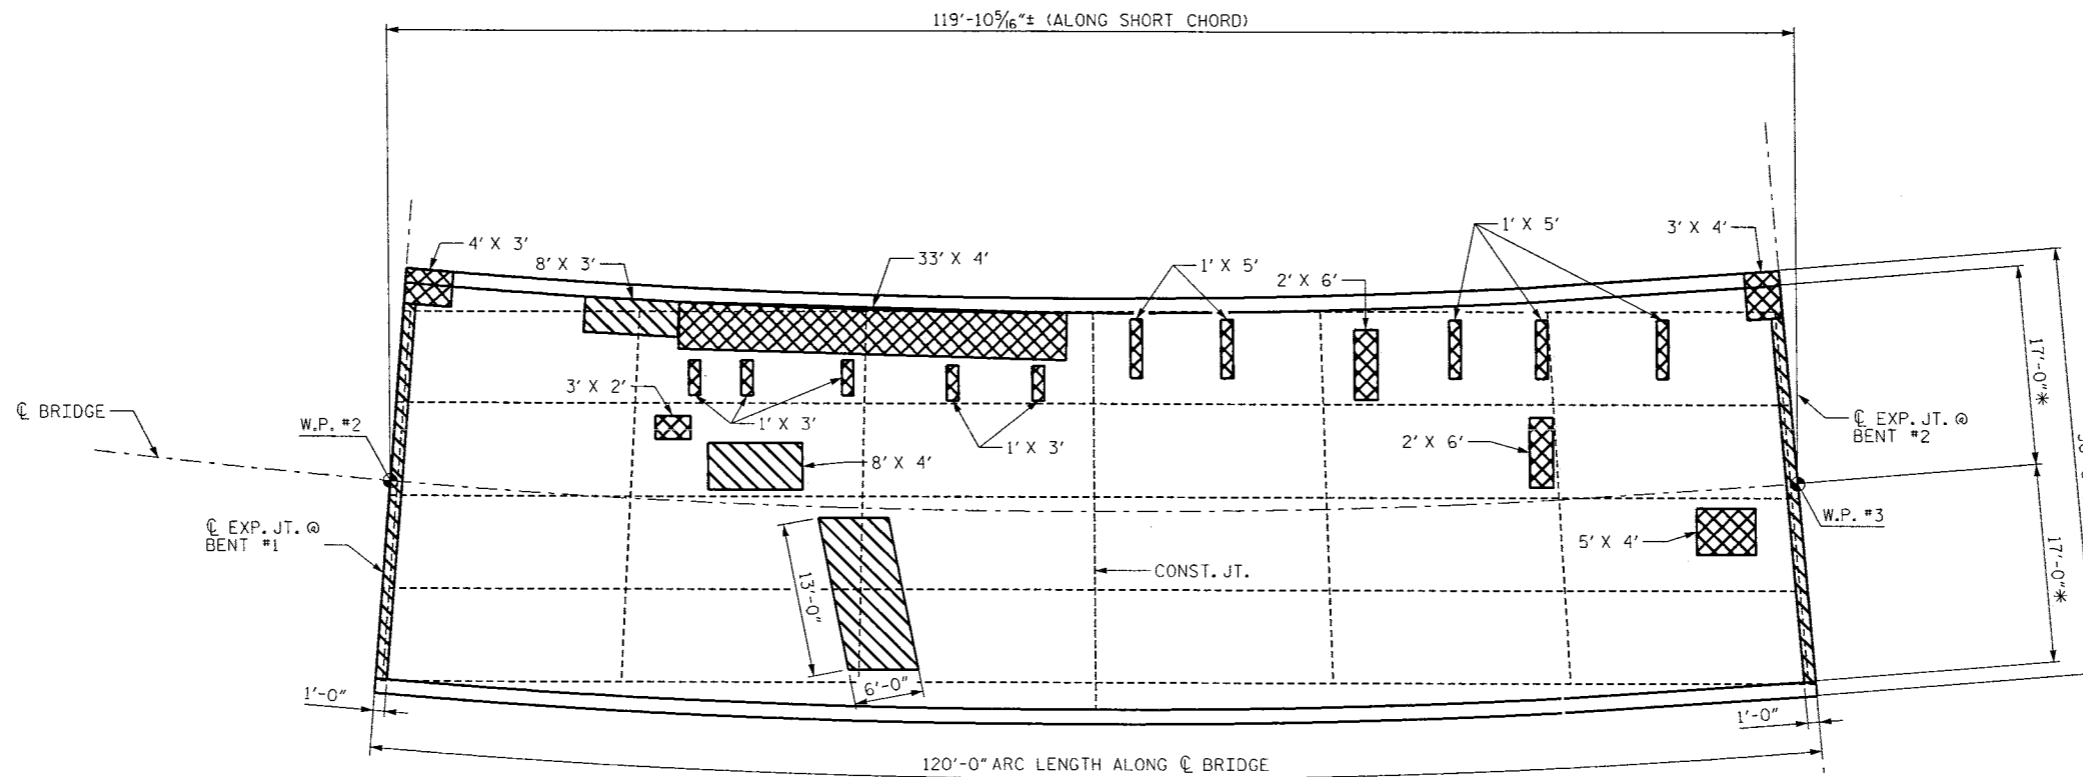 119'-10 5/16"± (ALONG SHORT CHORD)
4' X 3'
8' X 3'
33' X 4'
1' X 5'
2' X 6'
1' X 5'
3' X 4'
17'-0"*
℄ BRIDGE
W.P. #2
3' X 2'
1' X 3'
1' X 3'
8' X 4'
2' X 6'
℄ EXP. JT. @
BENT #2
℄ EXP. JT. @
BENT #1
13'-0"
6'-0"
CONST. JT.
5' X 4'
W.P. #3
17'-0"*
1'-0"
1'-0"
120'-0" ARC LENGTH ALONG ℄ BRIDGE